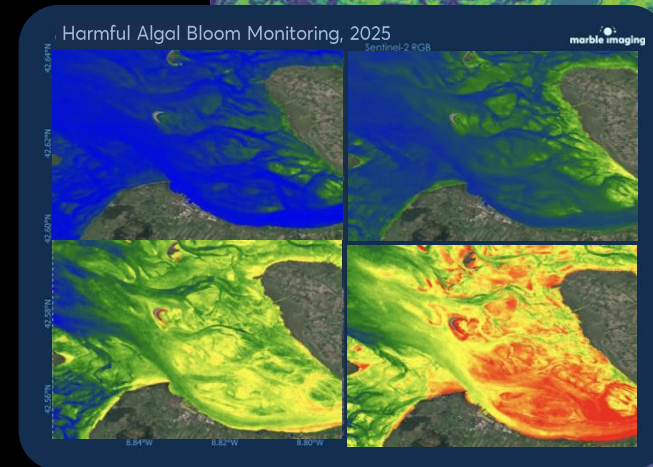 Harmful Algal Bloom Monitoring, 2025
marble imaging
Sentinel-2 RGB
42.64°N
42.62°N
42.60°N
42.58°N
42.56°N
8.84°W 8.82°W 8.80°W